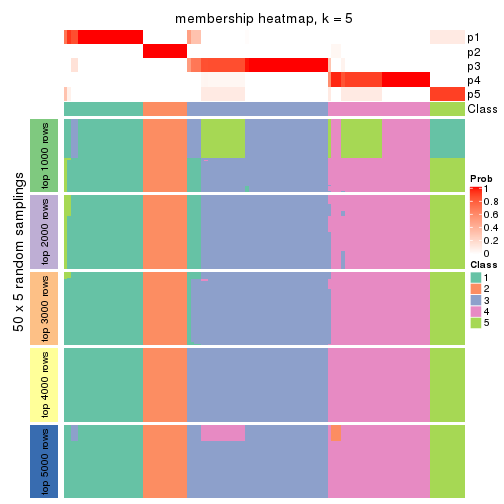 membership heatmap, k = 5
p1
p2
p3
p4
p5
Class
50 x 5 random samplings
top 1000 rows
top 2000 rows
top 3000 rows
top 4000 rows
top 5000 rows
Prob
1
0.8
0.6
0.4
0.2
0
Class
1
2
3
4
5